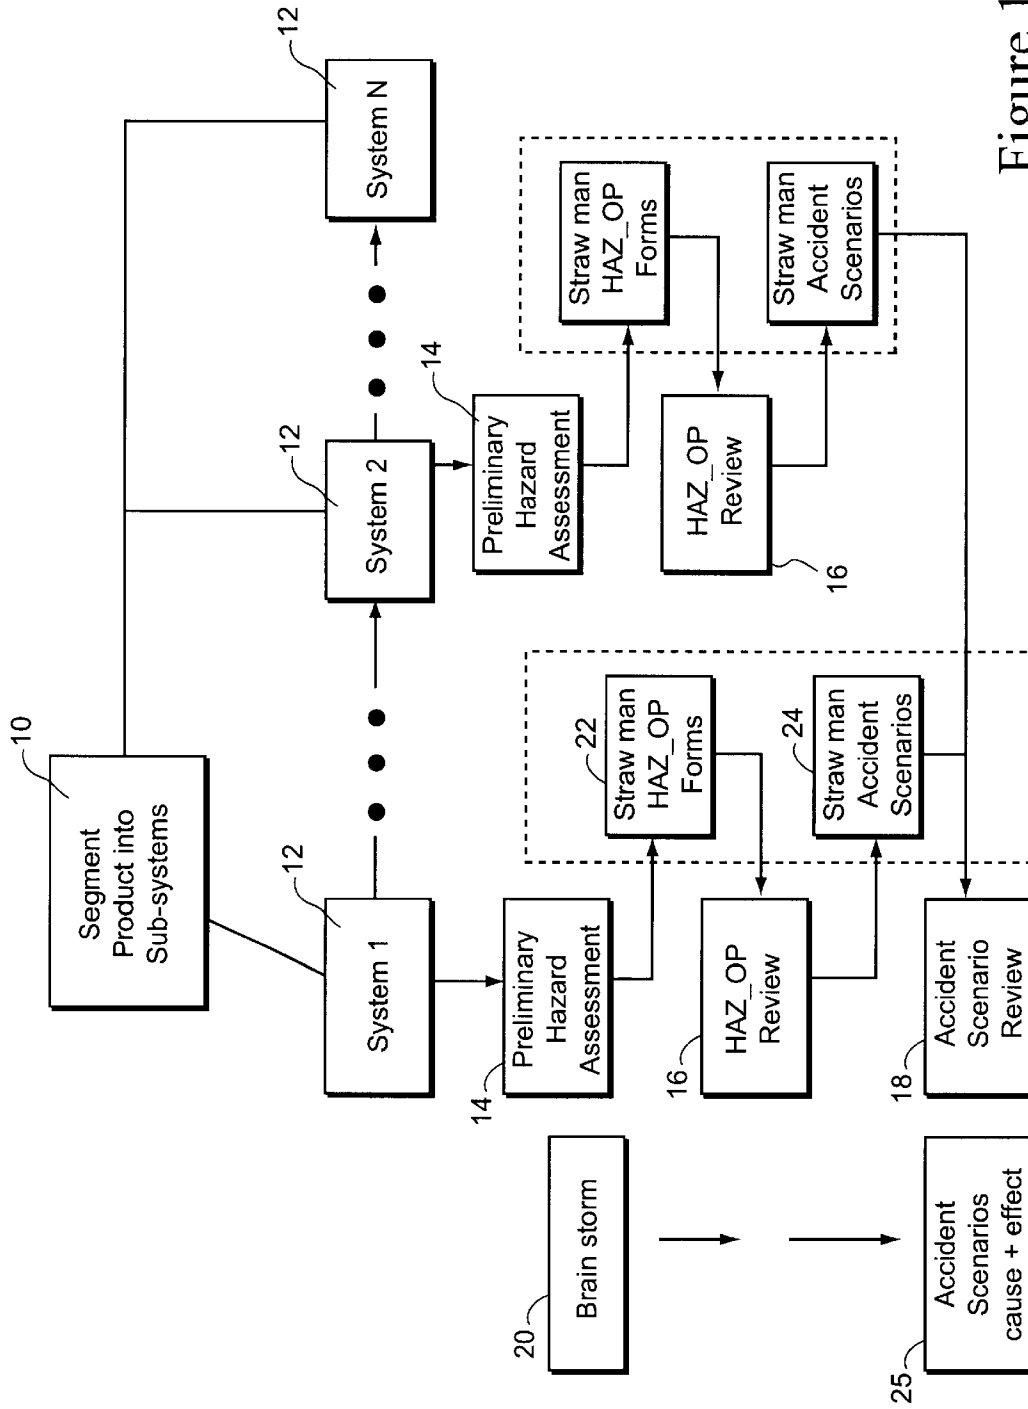 10
Segment
Product into
Sub-systems
12
System 1
12
System 2
12
System N
14
Preliminary
Hazard
Assessment
14
Preliminary
Hazard
Assessment
22
Straw man
HAZ_OP
Forms
Straw man
HAZ_OP
Forms
16
HAZ_OP
Review
16
HAZ_OP
Review
24
Straw man
Accident
Scenarios
Straw man
Accident
Scenarios
18
Accident
Scenario
Review
20
Brain storm
25
Accident
Scenarios
cause + effect
Figure 1